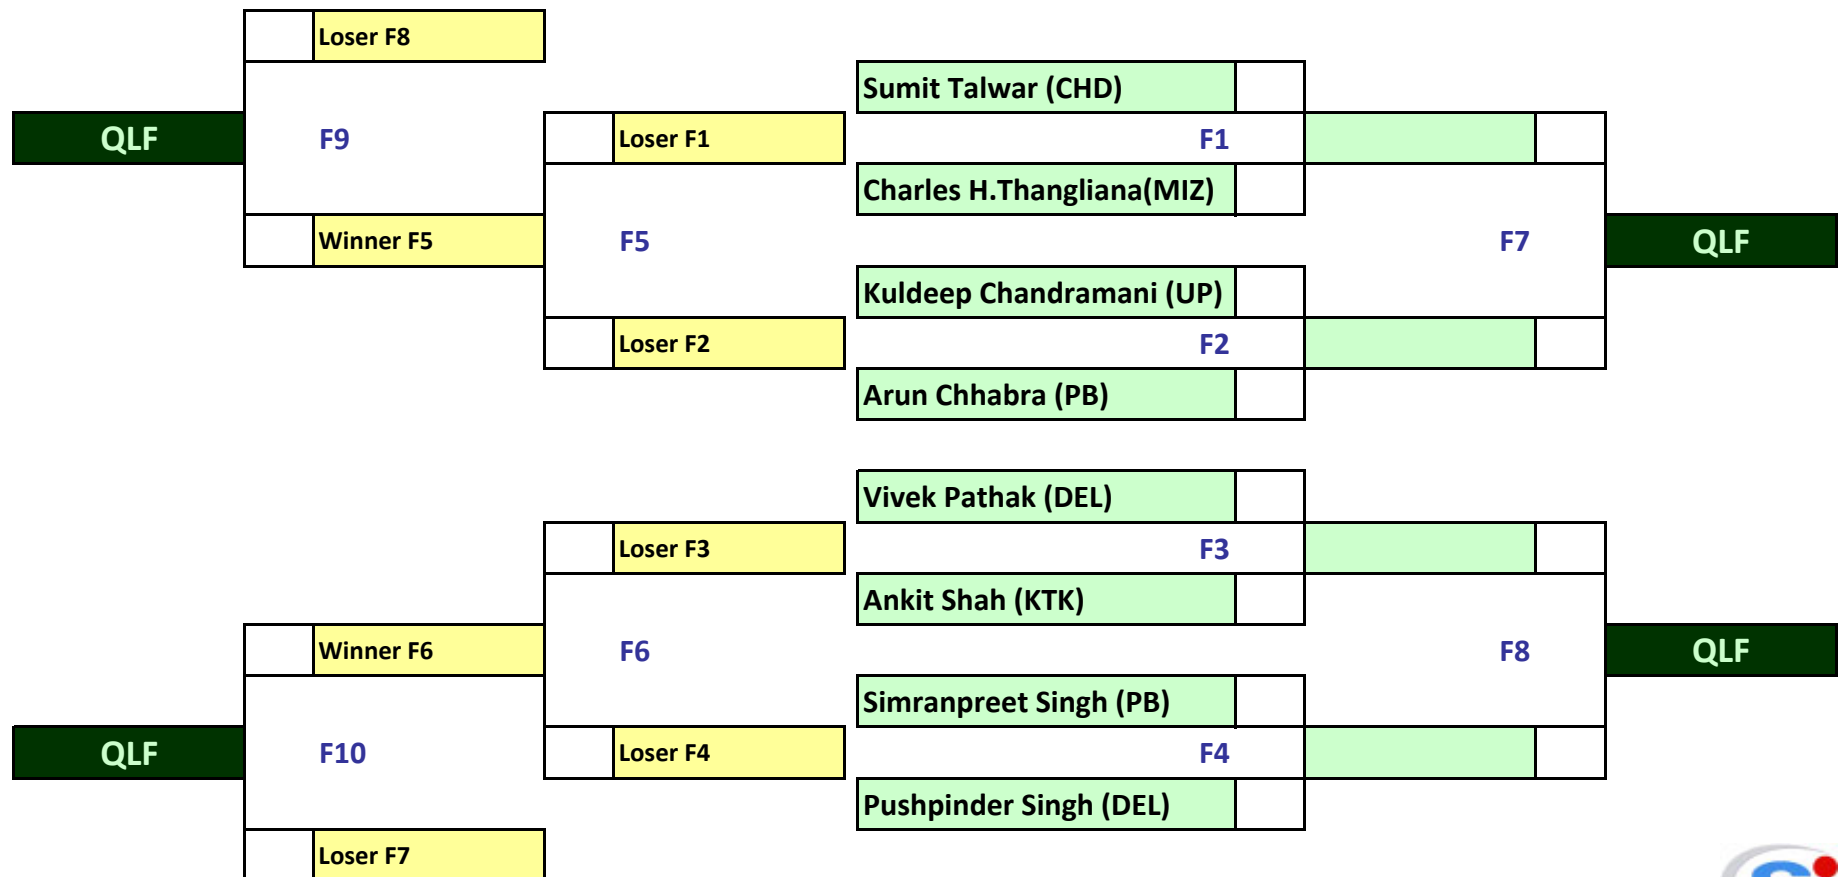 Loser F8
Sumit Talwar (CHD)
QLF F9 Loser F1 F1
Charles H.Thangliana(MIZ)
Winner F5 F5 F7 QLF
Kuldeep Chandramani (UP)
Loser F2 F2
Arun Chhabra (PB)
Vivek Pathak (DEL)
Loser F3 F3
Ankit Shah (KTK)
Winner F6 F6 F8 QLF
Simranpreet Singh (PB)
QLF F10 Loser F4 F4
Pushpinder Singh (DEL)
Loser F7